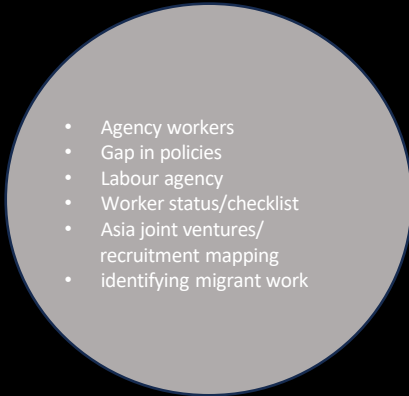 • Agency workers
• Gap in policies
• Labour agency
• Worker status/checklist
• Asia joint ventures/
recruitment mapping
• identifying migrant work